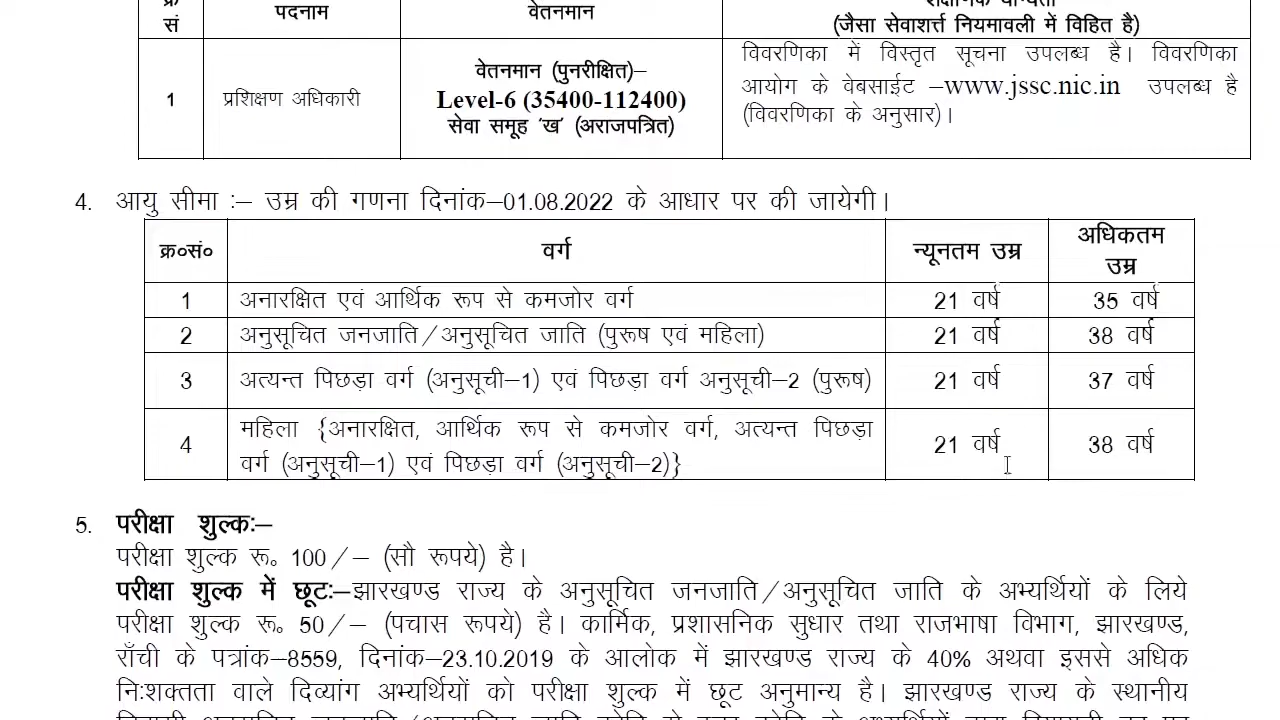 क्र०
सं
पदनाम
वेतनमान
शैक्षणिक योग्यता
(जैसा सेवाशर्त्त नियमावली में विहित है)
1
प्रशिक्षण अधिकारी
वेतनमान (पुनरीक्षित)–
Level-6 (35400-112400)
सेवा समूह ‘ख’ (अराजपत्रित)
विवरणिका में विस्तृत सूचना उपलब्ध है। विवरणिका
आयोग के वेबसाईट –www.jssc.nic.in उपलब्ध है
(विवरणिका के अनुसार)।
4. आयु सीमा :– उम्र की गणना दिनांक–01.08.2022 के आधार पर की जायेगी।
क्र०सं० वर्ग न्यूनतम उम्र अधिकतम
उम्र
1 अनारक्षित एवं आर्थिक रूप से कमजोर वर्ग 21 वर्ष 35 वर्ष
2 अनुसूचित जनजाति/अनुसूचित जाति (पुरूष एवं महिला) 21 वर्ष 38 वर्ष
3 अत्यन्त पिछड़ा वर्ग (अनुसूची–1) एवं पिछड़ा वर्ग अनुसूची–2 (पुरूष) 21 वर्ष 37 वर्ष
4 महिला {अनारक्षित, आर्थिक रूप से कमजोर वर्ग, अत्यन्त पिछड़ा
वर्ग (अनुसूची–1) एवं पिछड़ा वर्ग (अनुसूची–2)} 21 वर्ष 38 वर्ष
5. परीक्षा शुल्कः–
परीक्षा शुल्क रू० 100/– (सौ रूपये) है।
परीक्षा शुल्क में छूटः–झारखण्ड राज्य के अनुसूचित जनजाति/अनुसूचित जाति के अभ्यर्थियों के लिये
परीक्षा शुल्क रू० 50/– (पचास रूपये) है। कार्मिक, प्रशासनिक सुधार तथा राजभाषा विभाग, झारखण्ड,
राँची के पत्रांक–8559, दिनांक–23.10.2019 के आलोक में झारखण्ड राज्य के 40% अथवा इससे अधिक
निःशक्तता वाले दिव्यांग अभ्यर्थियों को परीक्षा शुल्क में छूट अनुमान्य है। झारखण्ड राज्य के स्थानीय